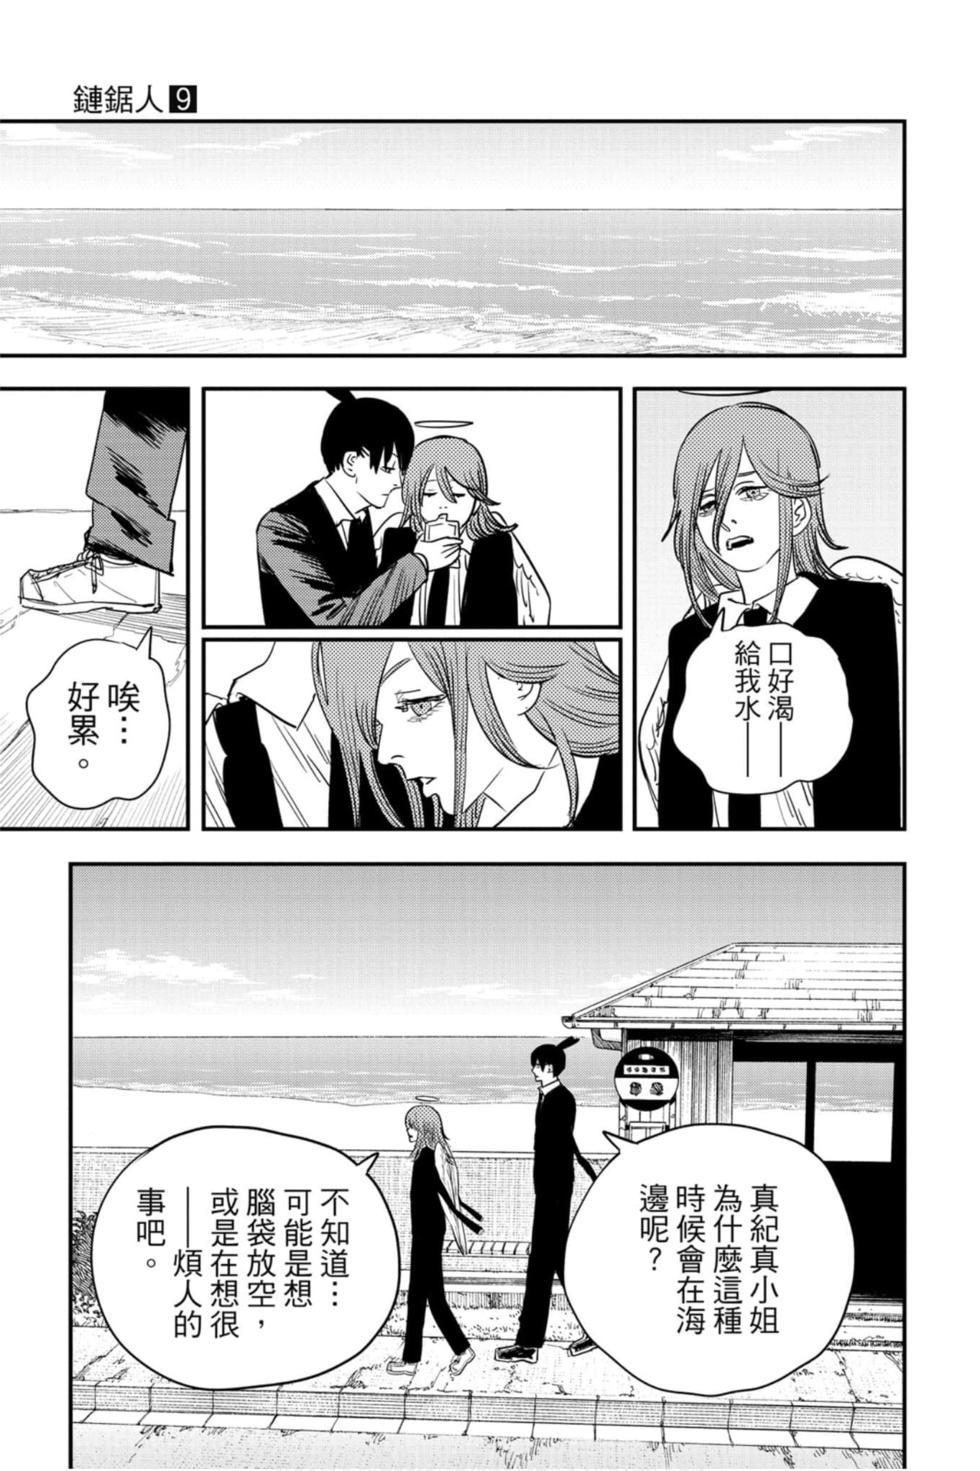 鏈鋸人9
口好渴——
給我水——
唉…
好累。
真紀真小姐
為什麼這種
時候會在海
邊呢？
不知道…
可能是想
腦袋放空，
或是在想很
——煩人的
事吧。